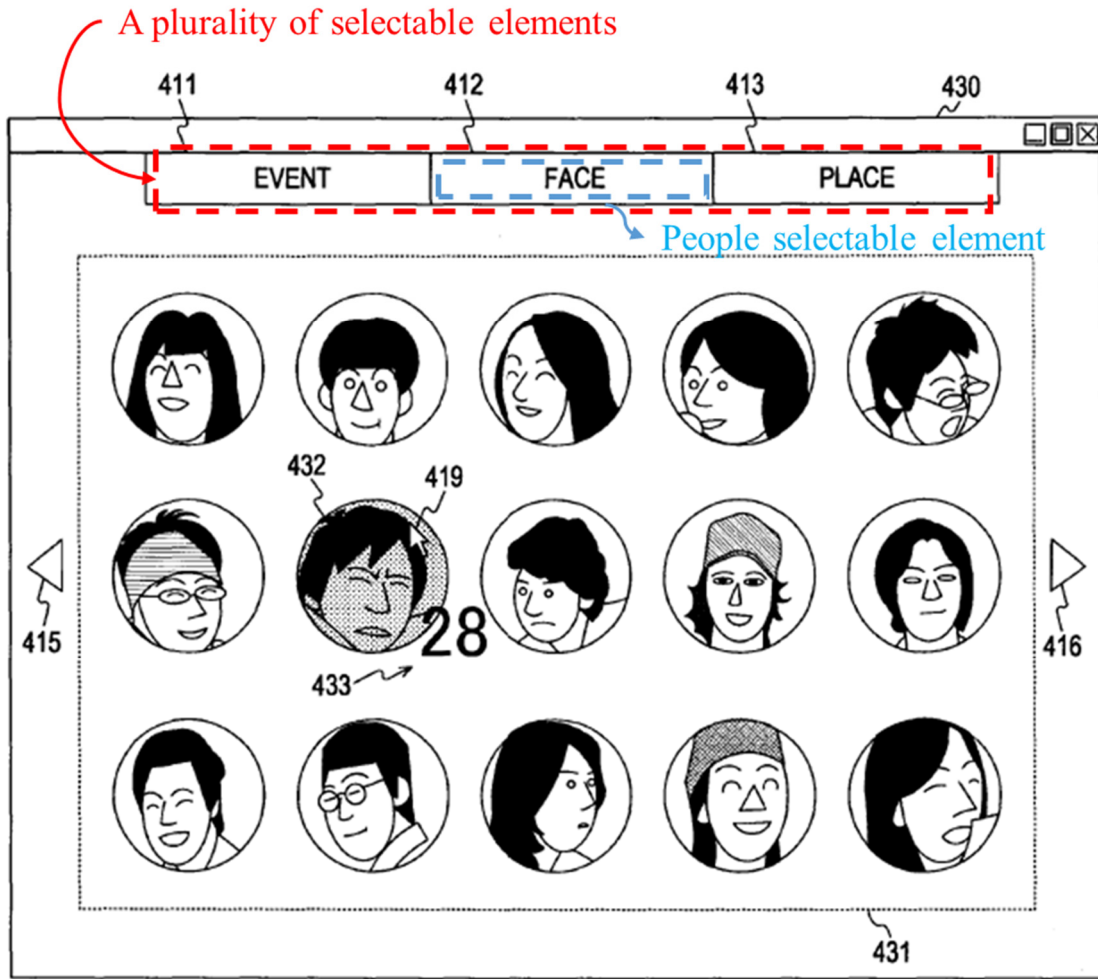 A plurality of selectable elements
411
412
413
430
EVENT
FACE
PLACE
People selectable element
432
419
415
28
416
433
431